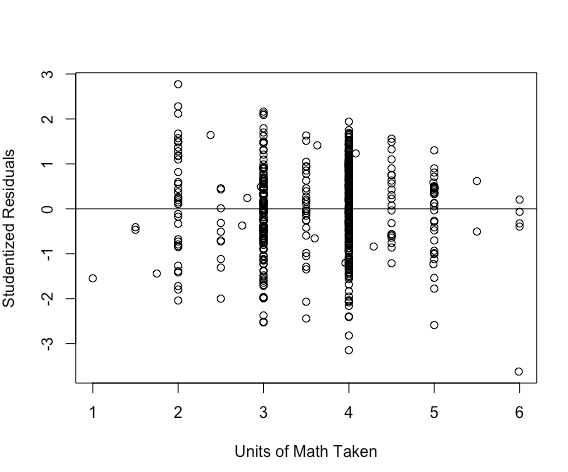 3
2
1
0
-1
-2
-3
Studentized Residuals
1 2 3 4 5 6
Units of Math Taken